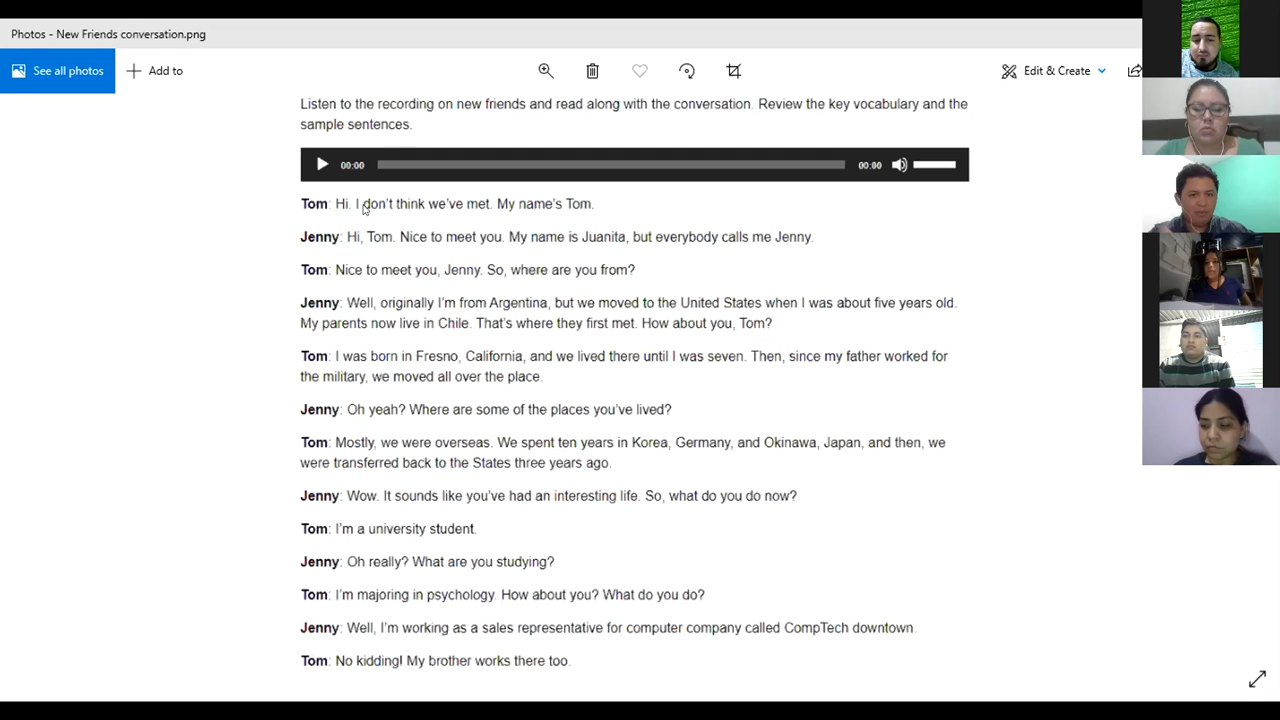 Photos - New Friends conversation.png
See all photos
Add to
Edit & Create
Listen to the recording on new friends and read along with the conversation. Review the key vocabulary and the
sample sentences.
00:00
00:00
Tom: Hi. I don't think we've met. My name's Tom.
Jenny: Hi, Tom. Nice to meet you. My name is Juanita, but everybody calls me Jenny.
Tom: Nice to meet you, Jenny. So, where are you from?
Jenny: Well, originally I'm from Argentina, but we moved to the United States when I was about five years old.
My parents now live in Chile. That's where they first met. How about you, Tom?
Tom: I was born in Fresno, California, and we lived there until I was seven. Then, since my father worked for
the military, we moved all over the place.
Jenny: Oh yeah? Where are some of the places you've lived?
Tom: Mostly, we were overseas. We spent ten years in Korea, Germany, and Okinawa, Japan, and then, we
were transferred back to the States three years ago.
Jenny: Wow. It sounds like you've had an interesting life. So, what do you do now?
Tom: I'm a university student.
Jenny: Oh really? What are you studying?
Tom: I'm majoring in psychology. How about you? What do you do?
Jenny: Well, I'm working as a sales representative for computer company called CompTech downtown.
Tom: No kidding! My brother works there too.